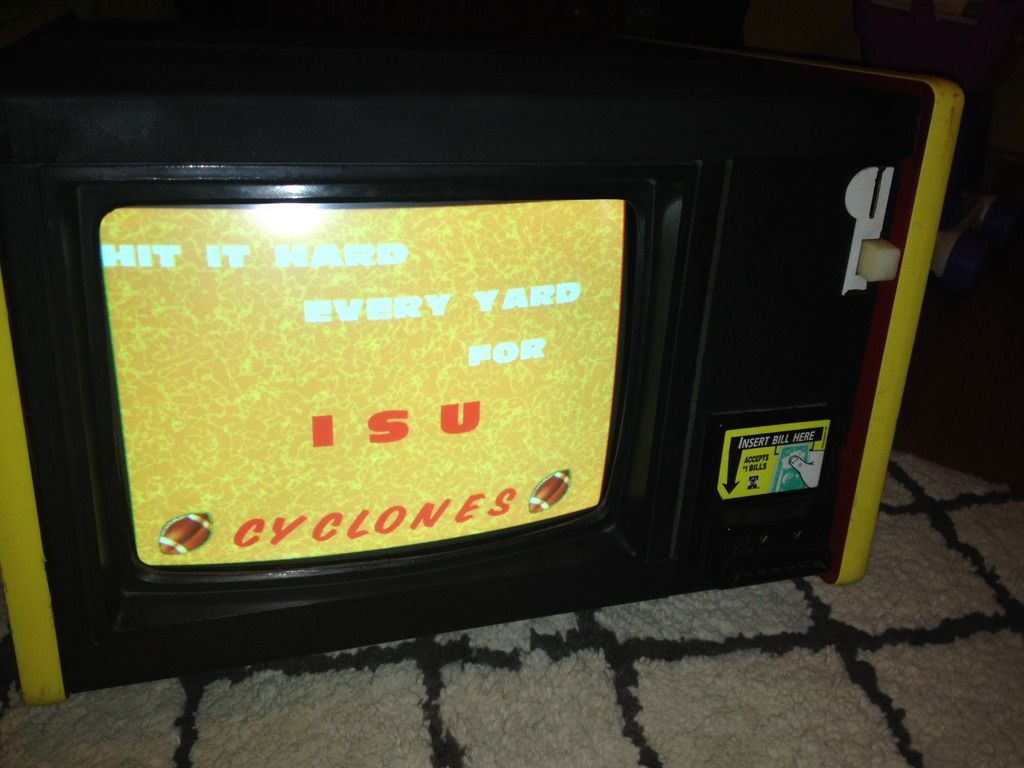 HIT IT HARD
EVERY YARD
FOR
ISU
CYCLONES
INSERT BILL HERE
ACCEPTS
$1 BILLS